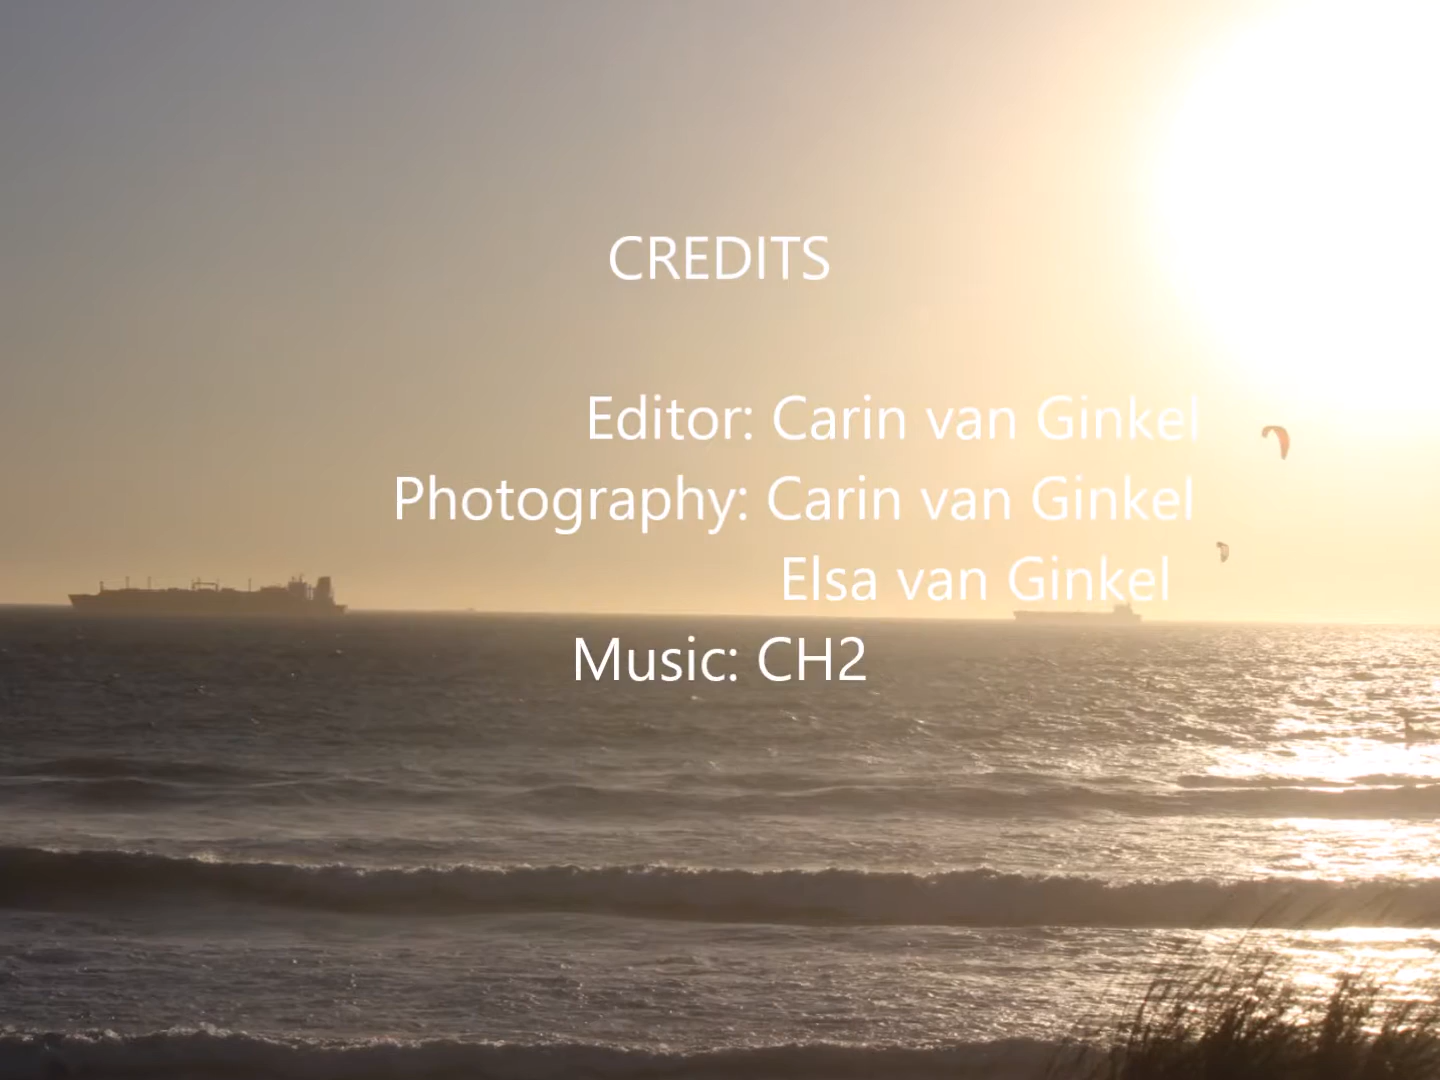 CREDITS
Editor: Carin van Ginkel
Photography: Carin van Ginkel
Elsa van Ginkel
Music: CH2